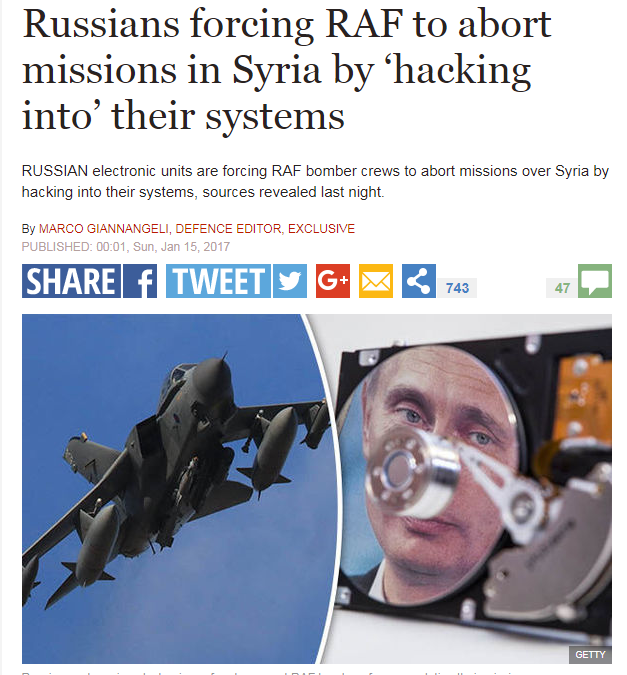 Russians forcing RAF to abort
missions in Syria by ‘hacking
into’ their systems
RUSSIAN electronic units are forcing RAF bomber crews to abort missions over Syria by
hacking into their systems, sources revealed last night.
By MARCO GIANNANGELI, DEFENCE EDITOR, EXCLUSIVE
PUBLISHED: 00:01, Sun, Jan 15, 2017
SHARE f TWEET G+ 743 47
GETTY